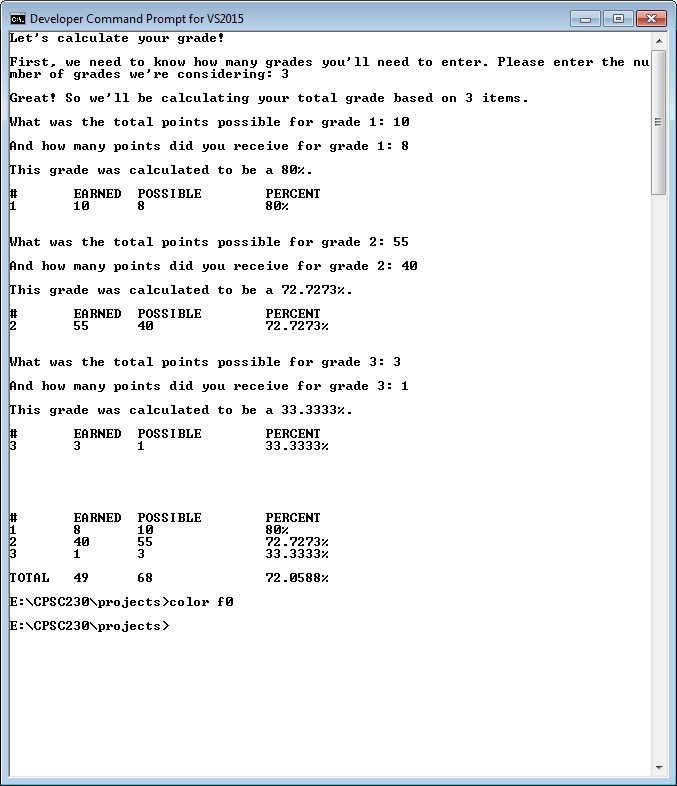 Developer Command Prompt for VS2015
Let's calculate your grade!
First, we need to know how many grades you'll need to enter. Please enter the nu
mber of grades we're considering: 3
Great! So we'll be calculating your total grade based on 3 items.
What was the total points possible for grade 1: 10
And how many points did you receive for grade 1: 8
This grade was calculated to be a 80%.
# EARNED POSSIBLE PERCENT
1 10 8 80%
What was the total points possible for grade 2: 55
And how many points did you receive for grade 2: 40
This grade was calculated to be a 72.7273%.
# EARNED POSSIBLE PERCENT
2 55 40 72.7273%
What was the total points possible for grade 3: 3
And how many points did you receive for grade 3: 1
This grade was calculated to be a 33.3333%.
# EARNED POSSIBLE PERCENT
3 3 1 33.3333%
# EARNED POSSIBLE PERCENT
1 8 10 80%
2 40 55 72.7273%
3 1 3 33.3333%
TOTAL 49 68 72.0588%
E:\CPSC230\projects>color f0
E:\CPSC230\projects>